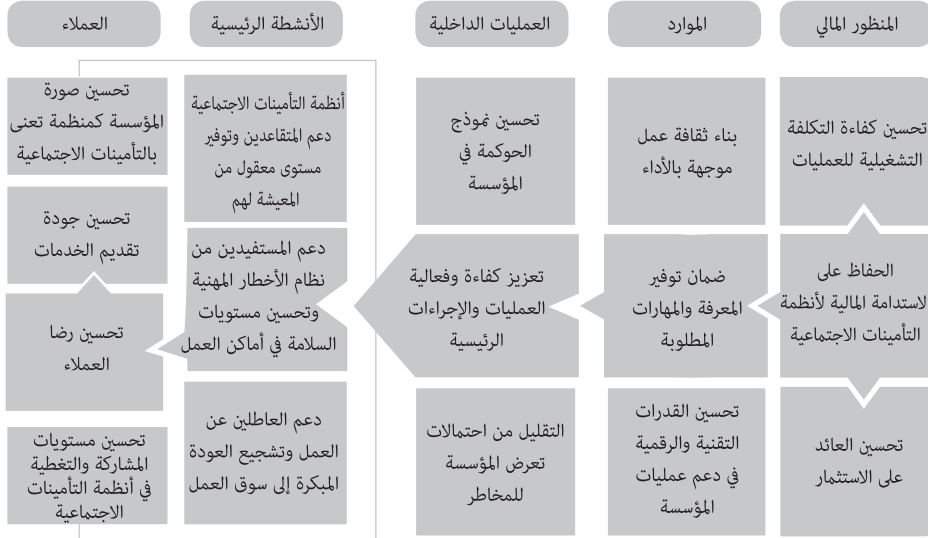 المنظور المالي
الموارد
العمليات الداخلية
الأنشطة الرئيسية
العملاء
تحسين كفاءة التكلفة
التشغيلية للعمليات
الحفاظ على
لاستدامة المالية لأنظمة
التأمينات الاجتماعية
تحسين العائد
على الاستثمار
بناء ثقافة عمل
موجهة بالأداء
ضمان توفير
المعرفة والمهارات
المطلوبة
تحسين القدرات
التقنية والرقمية
في دعم عمليات
المؤسسة
تحسين نموذج
الحوكمة في
المؤسسة
تعزيز كفاءة وفعالية
العمليات والإجراءات
الرئيسية
التقليل من احتمالات
تعرض المؤسسة
للمخاطر
أنظمة التأمينات الاجتماعية
دعم المتقاعدين وتوفير
مستوى معقول من
المعيشة لهم
دعم المستفيدين من
نظام الأخطار المهنية
وتحسين مستويات
السلامة في أماكن العمل
دعم العاطلين عن
العمل وتشجيع العودة
المبكرة إلى سوق العمل
تحسين صورة
المؤسسة كمنظمة تعنى
بالتأمينات الاجتماعية
تحسين جودة
تقديم الخدمات
تحسين رضا
العملاء
تحسين مستويات
المشاركة والتغطية
في أنظمة التأمينات
الاجتماعية